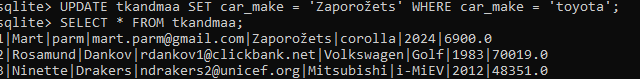 sqlite> UPDATE tkandmaa SET car_make = 'Zaporožets' WHERE car_make = 'toyota';
sqlite> SELECT * FROM tkandmaa;
1|Mart|parm|mart.parm@gmail.com|Zaporožets|corolla|2024|6900.0
2|Rosamund|Dankov|rdankov1@clickbank.net|Volkswagen|Golf|1983|70019.0
3|Ninette|Drakers|ndrakers2@unicef.org|Mitsubishi|i-MiEV|2012|48351.0